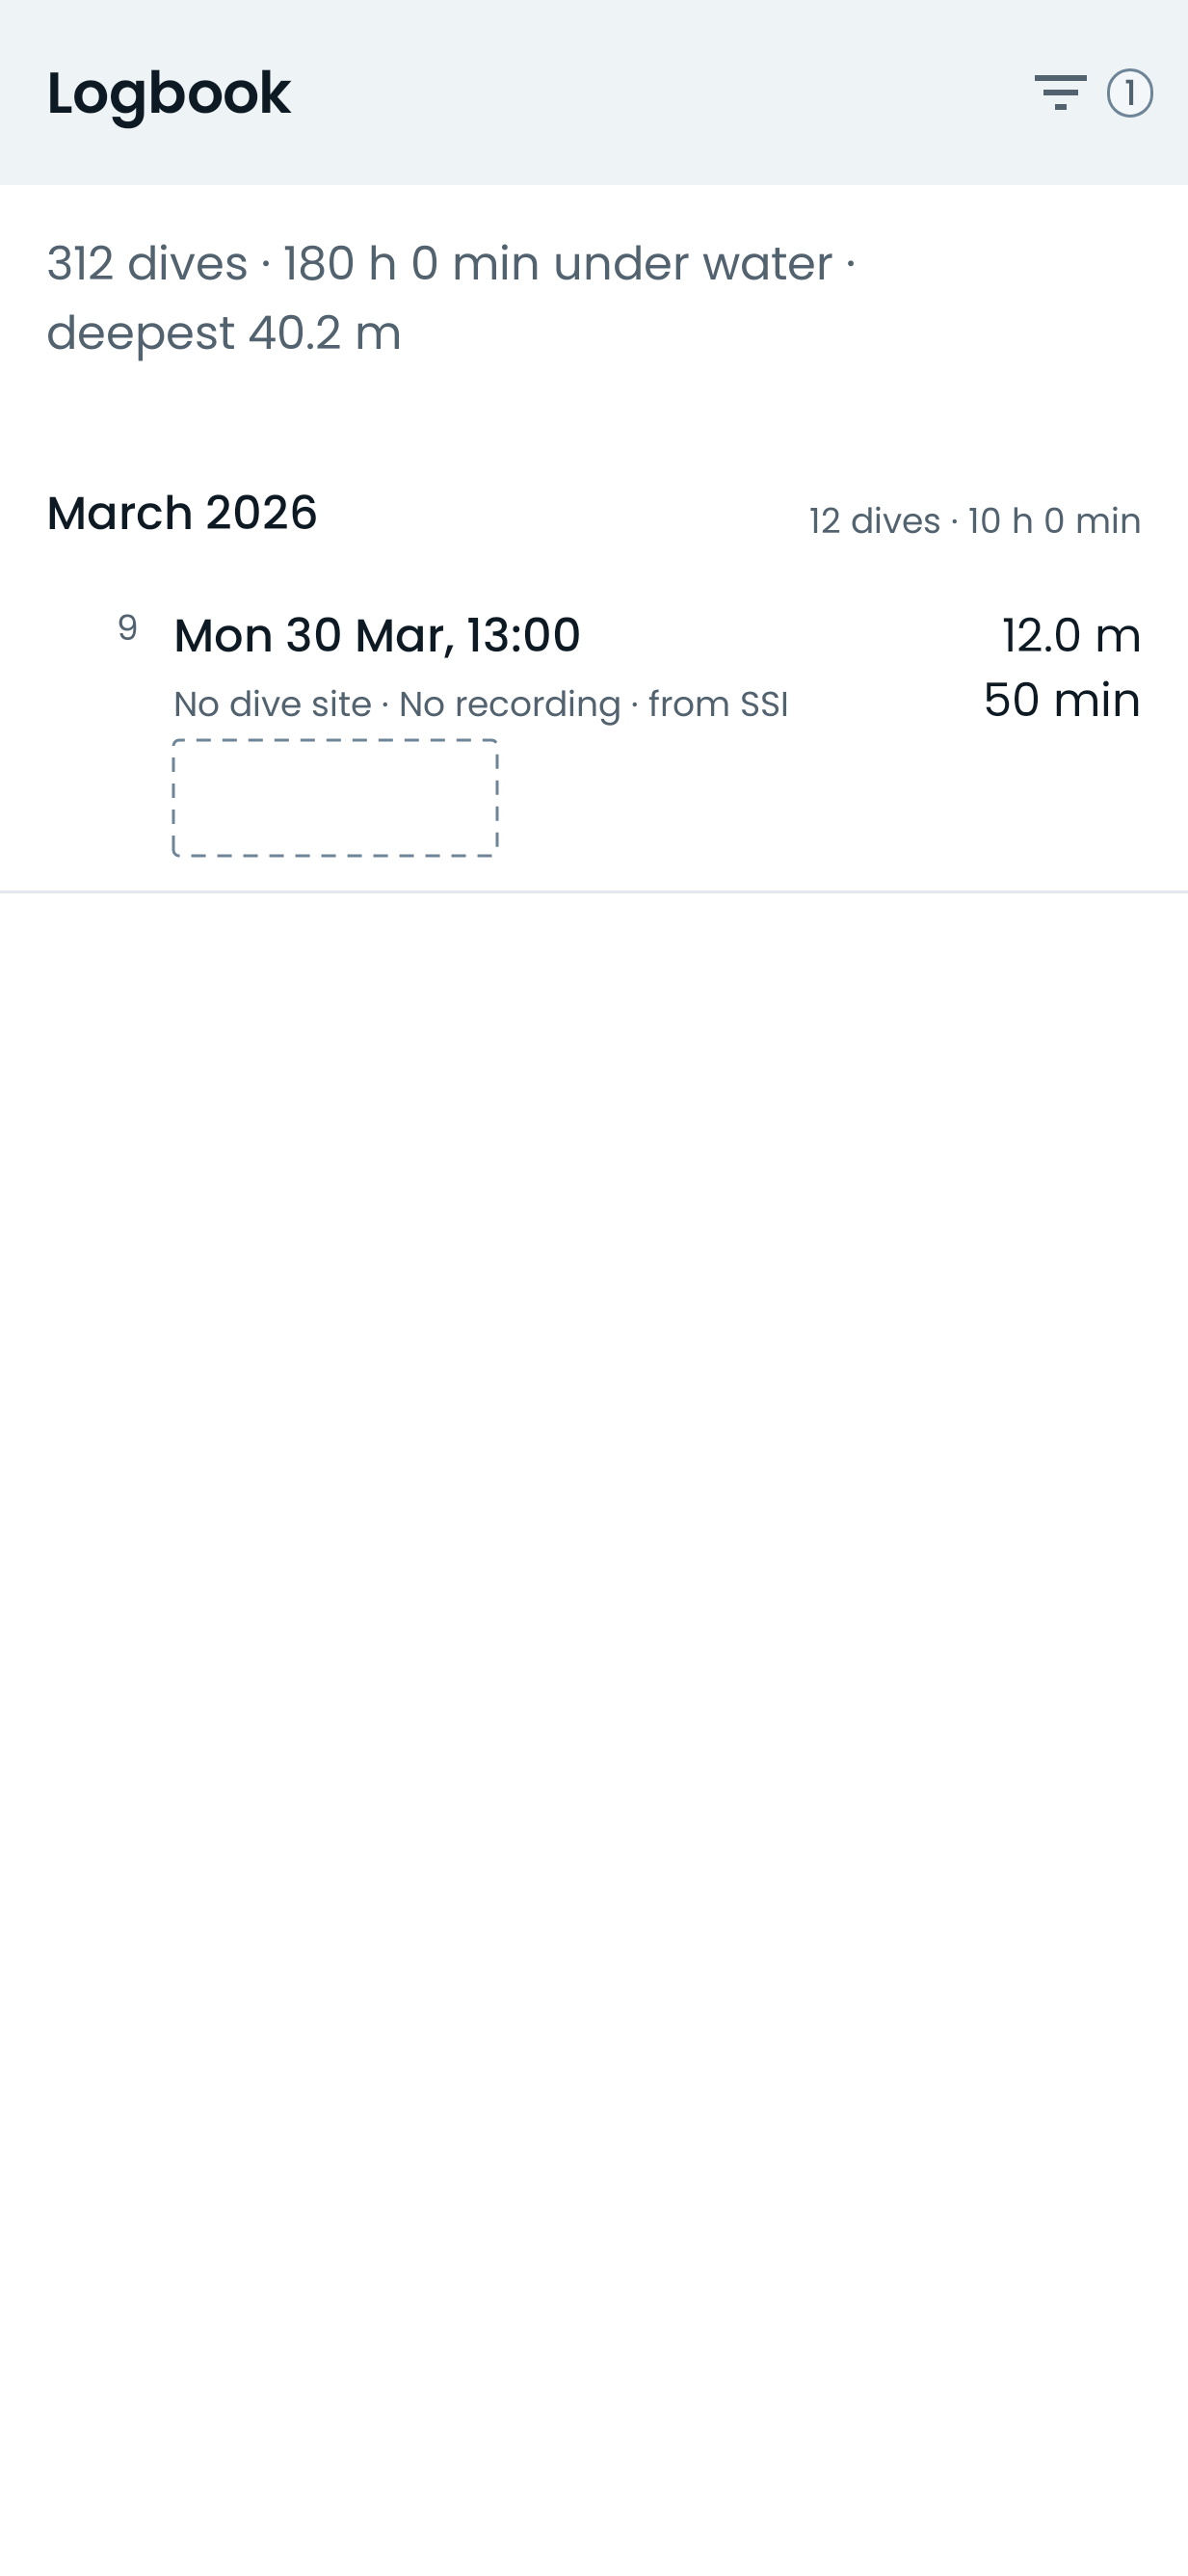 Logbook
1
312 dives · 180 h 0 min under water ·
deepest 40.2 m
March 2026
12 dives · 10 h 0 min
9
Mon 30 Mar, 13:00
12.0 m
No dive site · No recording · from SSI
50 min